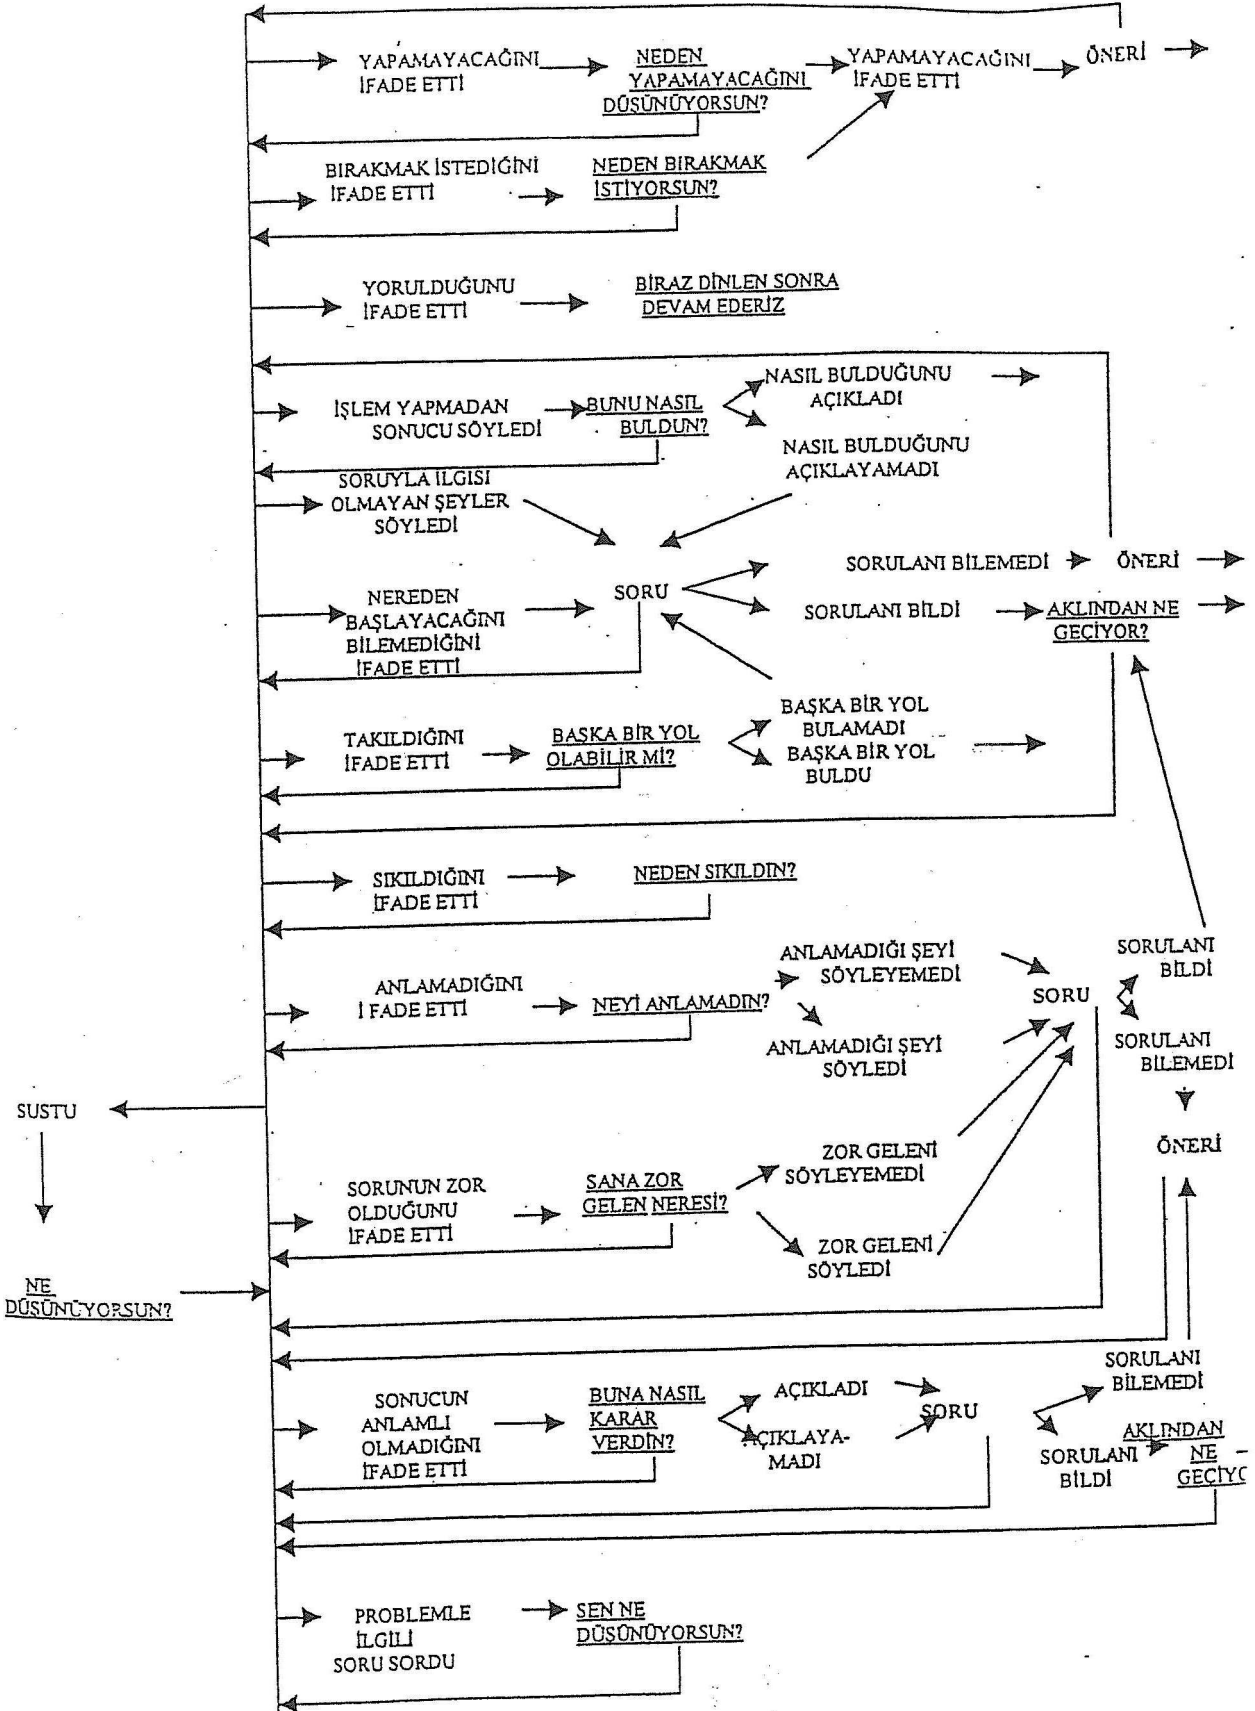 YAPAMAYACAĞINI
İFADE ETTİ
NEDEN
YAPAMAYACAĞINI
DÜŞÜNÜYORSUN?
YAPAMAYACAĞINI
İFADE ETTİ
ÖNERİ
BIRAKMAK İSTEDİĞİNİ
İFADE ETTİ
NEDEN BIRAKMAK
İSTİYORSUN?
YORULDUĞUNU
İFADE ETTİ
BİRAZ DİNLEN SONRA
DEVAM EDERİZ
İŞLEM YAPMADAN
SONUCU SÖYLEDİ
BUNU NASIL
BULDUN?
NASIL BULDUĞUNU
AÇIKLADI
NASIL BULDUĞUNU
AÇIKLAYAMADI
SORUYLA İLGİSİ
OLMAYAN ŞEYLER
SÖYLEDİ
NEREDEN
BAŞLAYACAĞINI
BİLEMEDİĞİNİ
İFADE ETTİ
SORU
SORULANI BİLEMEDİ
ÖNERİ
SORULANI BİLDİ
AKLINDAN NE
GEÇİYOR?
TAKILDIĞINI
İFADE ETTİ
BAŞKA BİR YOL
OLABİLİR Mİ?
BAŞKA BİR YOL
BULAMADI
BAŞKA BİR YOL
BULDU
SIKILDIĞINI
İFADE ETTİ
NEDEN SIKILDIN?
ANLAMADIĞINI
İ FADE ETTİ
NEYİ ANLAMADIN?
ANLAMADIĞI ŞEYİ
SÖYLEYEMEDİ
ANLAMADIĞI ŞEYİ
SÖYLEDİ
SORU
SORULANI
BİLDİ
SORULANI
BİLEMEDİ
ÖNERİ
SUSTU
NE
DÜŞÜNÜYORSUN?
SORUNUN ZOR
OLDUĞUNU
İFADE ETTİ
SANA ZOR
GELEN NERESİ?
ZOR GELENİ
SÖYLEYEMEDİ
ZOR GELENİ
SÖYLEDİ
SONUCUN
ANLAMLI
OLMADIĞINI
İFADE ETTİ
BUNA NASIL
KARAR
VERDİN?
AÇIKLADI
AÇIKLAYA-
MADI
SORU
SORULANI
BİLEMEDİ
SORULANI
BİLDİ
AKLINDAN
NE
GEÇİYO
PROBLEMLE
İLGİLİ
SORU SORDU
SEN NE
DÜŞÜNÜYORSUN?